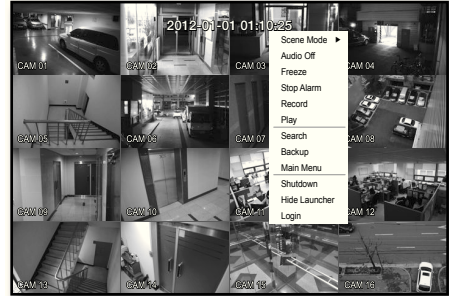 2012-01-01 01:10:25
CAM 01
CAM 02
CAM 03
CAM 04
Scene Mode ▶
Audio Off
Freeze
Stop Alarm
Record
Play
Search
Backup
Main Menu
Shutdown
Hide Launcher
Login
CAM 05
CAM 06
CAM 07
CAM 08
CAM 09
CAM 10
CAM 11
CAM 12
CAM 13
CAM 14
CAM 15
CAM 16